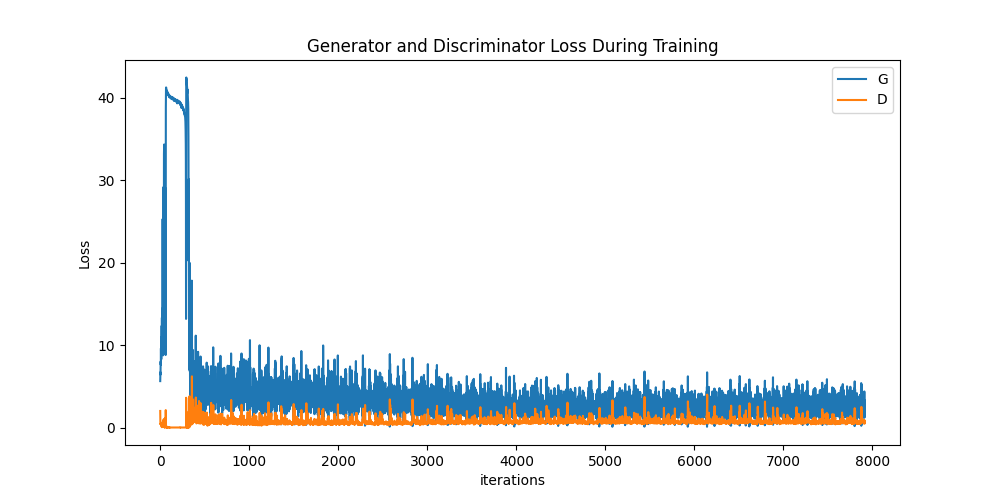 Generator and Discriminator Loss During Training
G
D
40
30
20
10
0
Loss
0 1000 2000 3000 4000 5000 6000 7000 8000
iterations